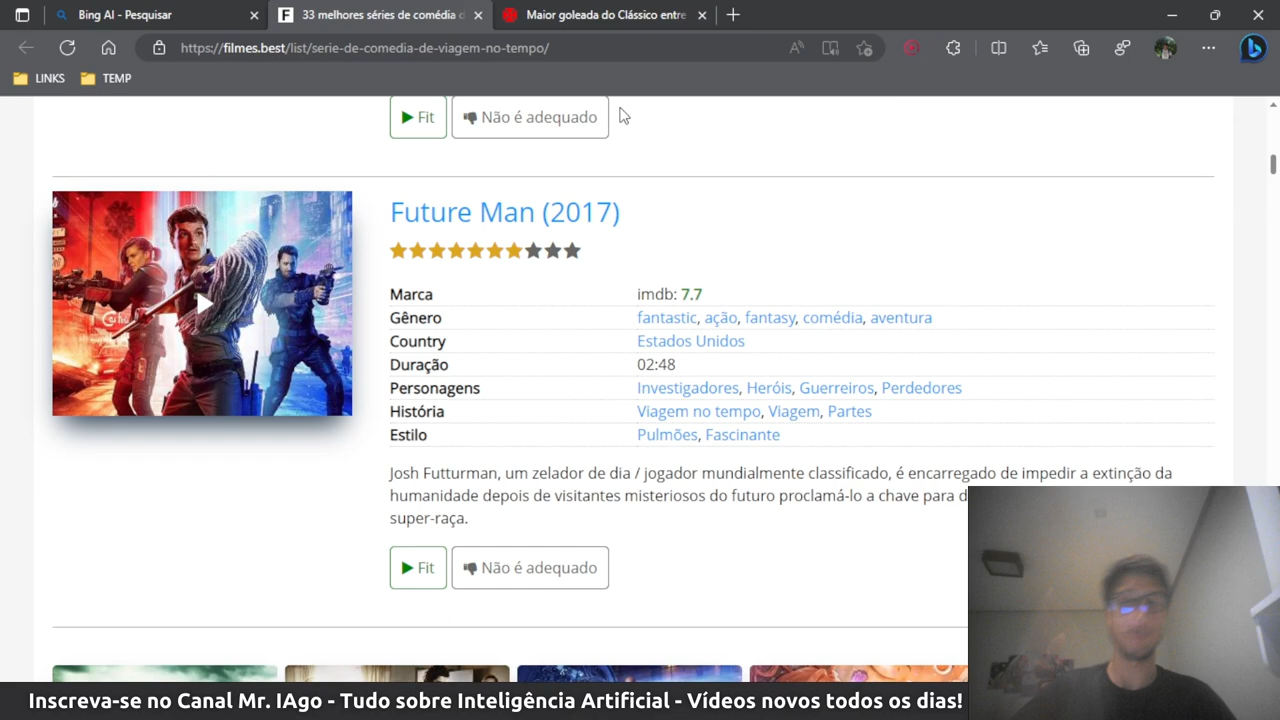 Bing AI - Pesquisar
33 melhores séries de comédia d
Maior goleada do Clássico entre
https://filmes.best/list/serie-de-comedia-de-viagem-no-tempo/
LINKS TEMP
Fit Não é adequado
Future Man (2017)
Marca imdb: 7.7
Gênero fantastic, ação, fantasy, comédia, aventura
Country Estados Unidos
Duração 02:48
Personagens Investigadores, Heróis, Guerreiros, Perdedores
História Viagem no tempo, Viagem, Partes
Estilo Pulmões, Fascinante
Josh Futturman, um zelador de dia / jogador mundialmente classificado, é encarregado de impedir a extinção da
humanidade depois de visitantes misteriosos do futuro proclamá-lo a chave para
super-raça.
Fit Não é adequado
Inscreva-se no Canal Mr. IAgo - Tudo sobre Inteligência Artificial - Vídeos novos todos os dias!